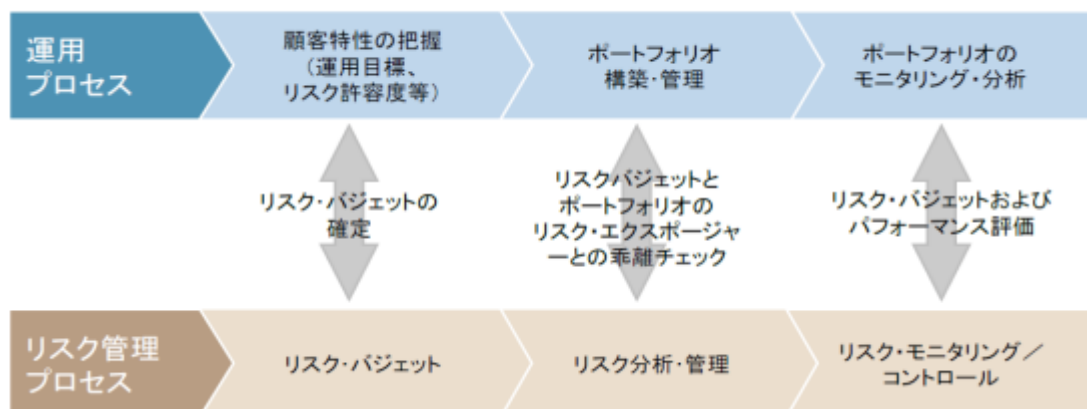 運用
プロセス
顧客特性の把握
(運用目標、
リスク許容度等)
ポートフォリオ
構築・管理
ポートフォリオの
モニタリング・分析
リスク・バジェットの
確定
リスクバジェットと
ポートフォリオの
リスク・エクスポージャ
ーとの乖離チェック
リスク・バジェットおよび
パフォーマンス評価
リスク管理
プロセス
リスク・バジェット
リスク分析・管理
リスク・モニタリング／
コントロール